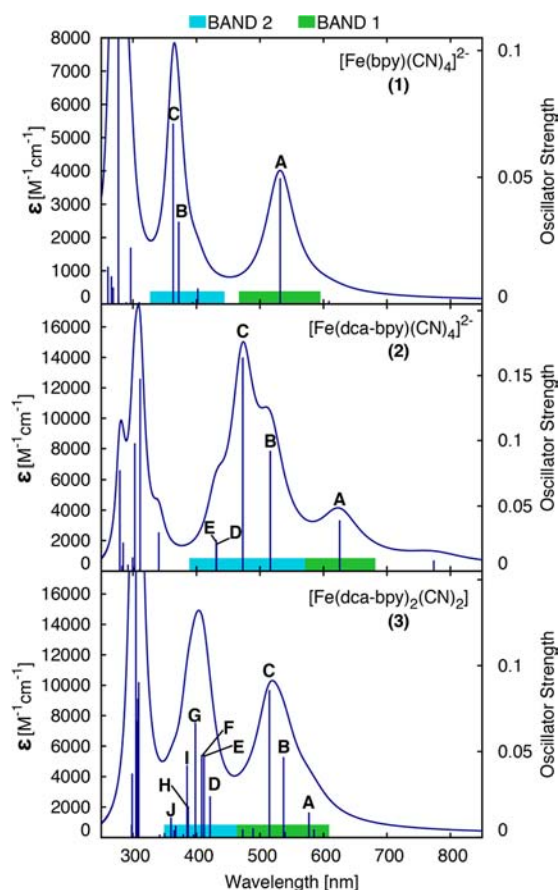 BAND 2 BAND 1
[Fe(bpy)(CN)₄]²⁻
(1)
8000
7000
6000
5000
4000
3000
2000
1000
0
ε [M⁻¹cm⁻¹]
0.1
0.05
0
Oscillator Strength
C
B
A
[Fe(dca-bpy)(CN)₄]²⁻
(2)
16000
14000
12000
10000
8000
6000
4000
2000
0
ε [M⁻¹cm⁻¹]
0.15
0.1
0.05
0
Oscillator Strength
C
B
A
E
D
[Fe(dca-bpy)₂(CN)₂]
(3)
16000
14000
12000
10000
8000
6000
4000
2000
0
ε [M⁻¹cm⁻¹]
0.1
0.05
0
Oscillator Strength
C
G
F
B
E
I
H
D
J
A
300 400 500 600 700 800
Wavelength [nm]